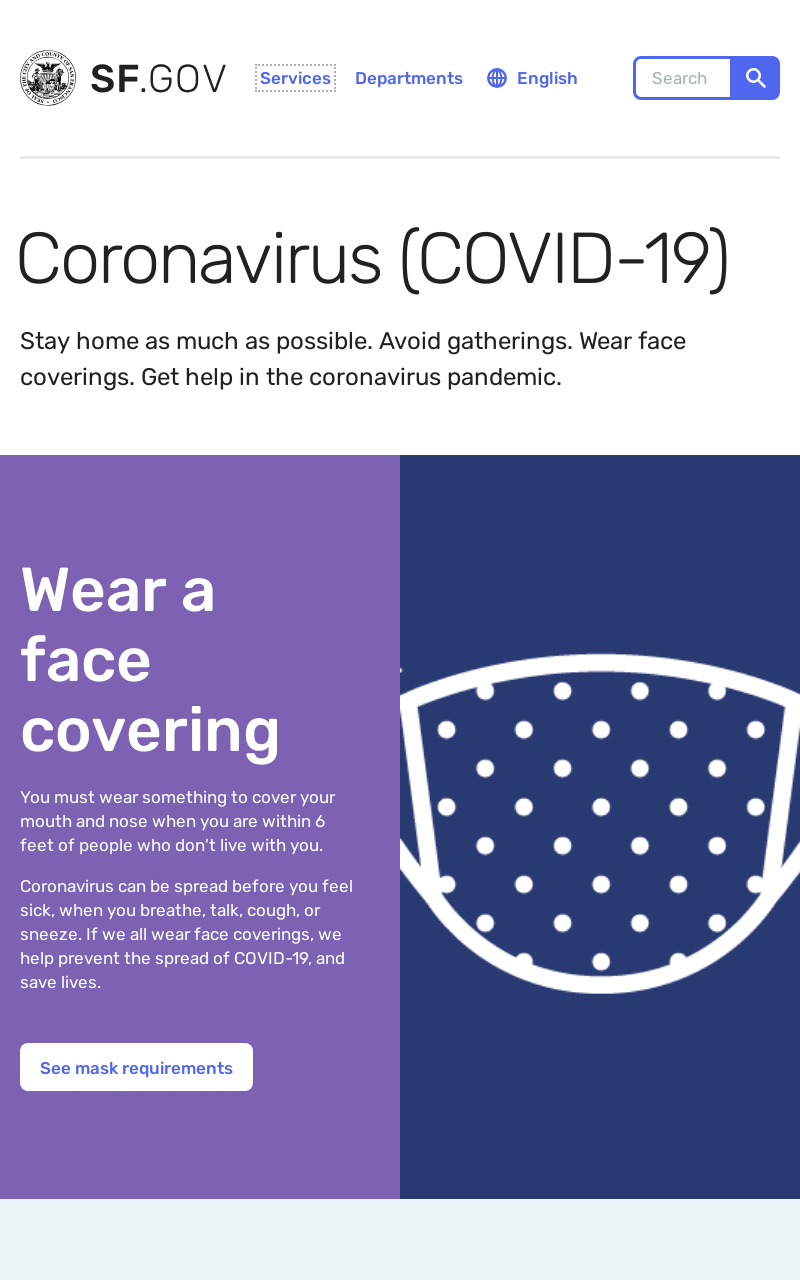 SF.GOV
Services
Departments
English
Search
Coronavirus (COVID-19)
Stay home as much as possible. Avoid gatherings. Wear face
coverings. Get help in the coronavirus pandemic.
Wear a
face
covering
You must wear something to cover your
mouth and nose when you are within 6
feet of people who don't live with you.
Coronavirus can be spread before you feel
sick, when you breathe, talk, cough, or
sneeze. If we all wear face coverings, we
help prevent the spread of COVID-19, and
save lives.
See mask requirements